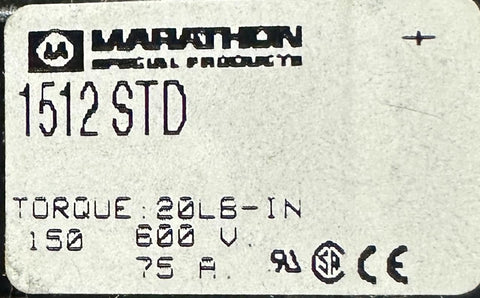 MARATHON
SPECIAL PRODUCTS
1512 STD
TORQUE: 20LB-IN
150 600 V.
75 A.